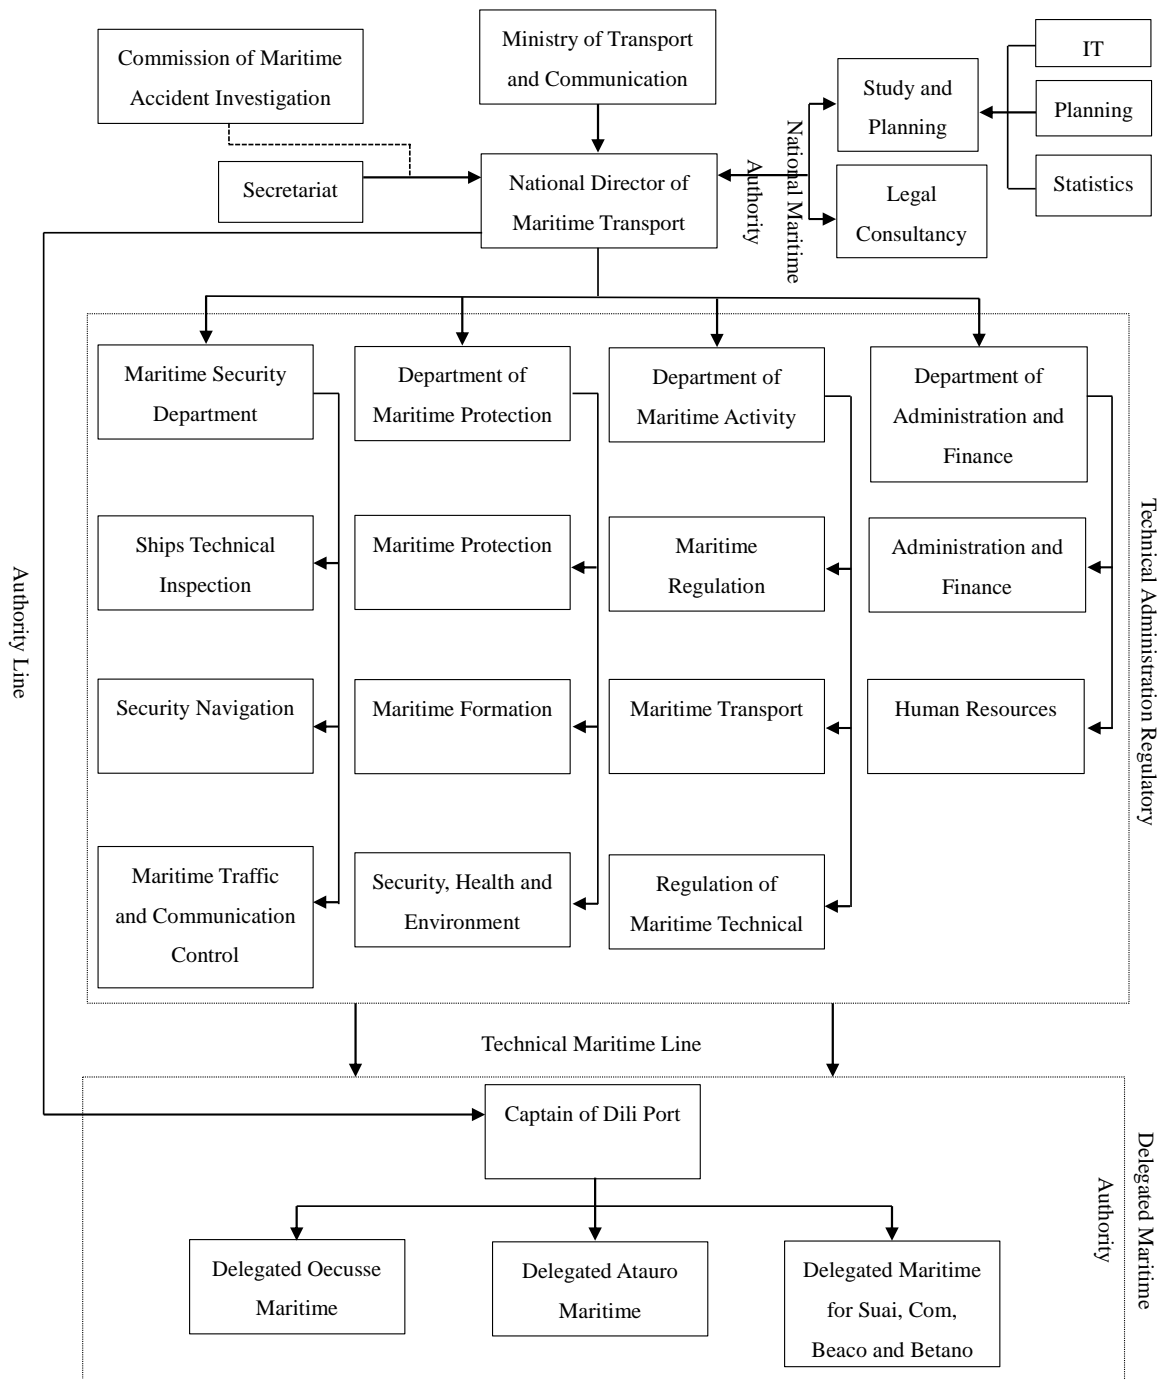 Commission of Maritime
Accident Investigation
Ministry of Transport
and Communication
IT
Study and
Planning
Planning
Statistics
National Maritime
Authority
Secretariat
National Director of
Maritime Transport
Legal
Consultancy
Maritime Security
Department
Department of
Maritime Protection
Department of
Maritime Activity
Department of
Administration and
Finance
Ships Technical
Inspection
Maritime Protection
Maritime
Regulation
Administration and
Finance
Security Navigation
Maritime Formation
Maritime Transport
Human Resources
Maritime Traffic
and Communication
Control
Security, Health and
Environment
Regulation of
Maritime Technical
Authority Line
Technical Administration Regulatory
Technical Maritime Line
Captain of Dili Port
Delegated Maritime
Authority
Delegated Oecusse
Maritime
Delegated Atauro
Maritime
Delegated Maritime
for Suai, Com,
Beaco and Betano